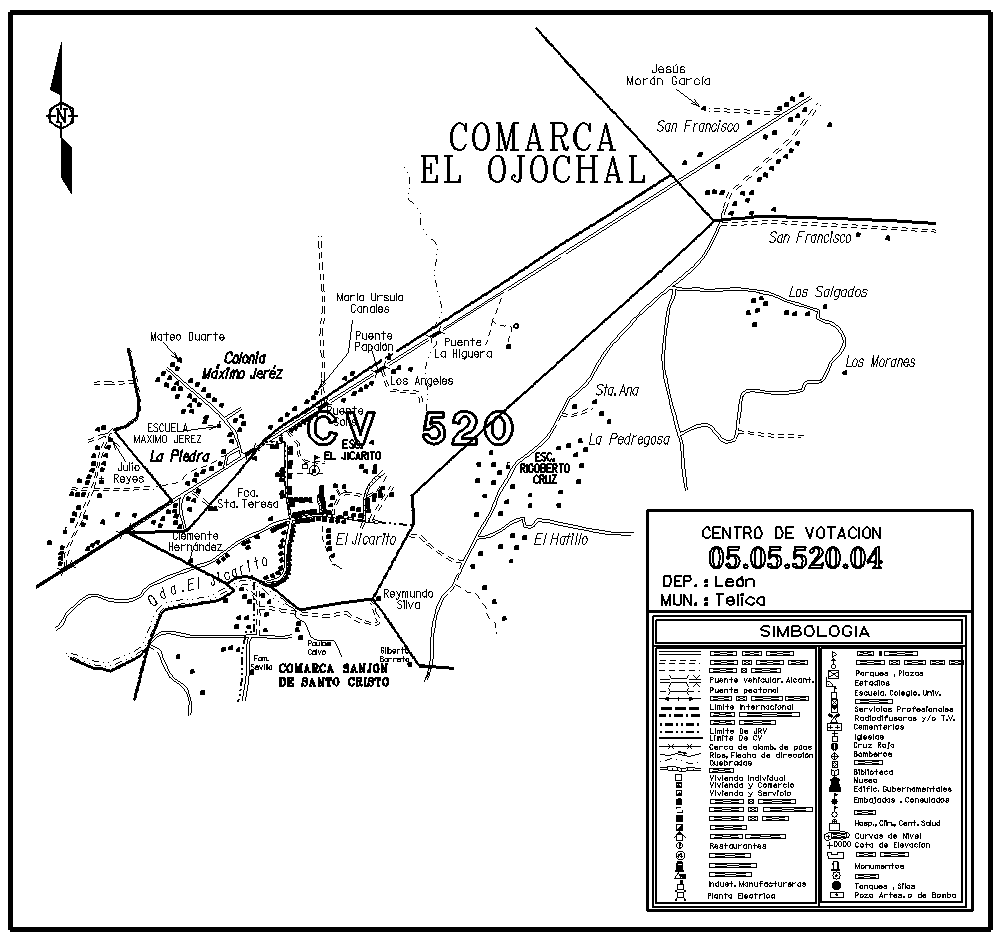 N
Jesús
Morán García
San Francisco
COMARCA
EL OJOCHAL
San Francisco
María Ursula
Canales
Los Salgados
Mateo Duarte
Puente
Papalón
Puente
La Higuera
Colonia
Máximo Jeréz
Los Moranes
Los Angeles
Sta. Ana
Puente
CV 520
ESCUELA
MAXIMO JEREZ
ESC.
EL JICARITO
La Pedregosa
La Piedra
ESC.
RIGOBERTO
CRUZ
Julio
Reyes
Fca.
Sta. Teresa
Clemente
Hernández
El Jicarito
El Hatillo
Qda. El Jicarito
Reymundo
Silva
Fam.
Sevilla
Paulae
Calvo
Gilberto
Barreto
COMARCA SANJON
DE SANTO CRISTO
CENTRO DE VOTACION
05.05.520.04
DEP. : León
MUN. : Telica
SIMBOLOGIA
Puente vehicular. Alcant.
Puente peatonal
Limite Internacional
Limite De JRV
Limite De CV
Cerca de alamb. de púas
Rios, Flecha de dirección
Quebradas
Vivienda Individual
Vivienda y Comercio
Vivienda y Servicio
Restaurantes
Indust. Manufactureras
Planta Electrica
Parques , Plazas
Estadios
Escuela. Colegio. Univ.
Servicios Profesionales
Radiodifusoras y/o T.V.
Cementerios
Iglesias
Cruz Roja
Bomberos
Biblioteca
Museo
Edific. Gubernamentales
Embajadas , Consulados
Hosp., Clin., Cent. Salud
Curvas de Nivel
Cota de Elevacion
Monumentos
Tanques , Silos
Pozo Artes. o de Bomba